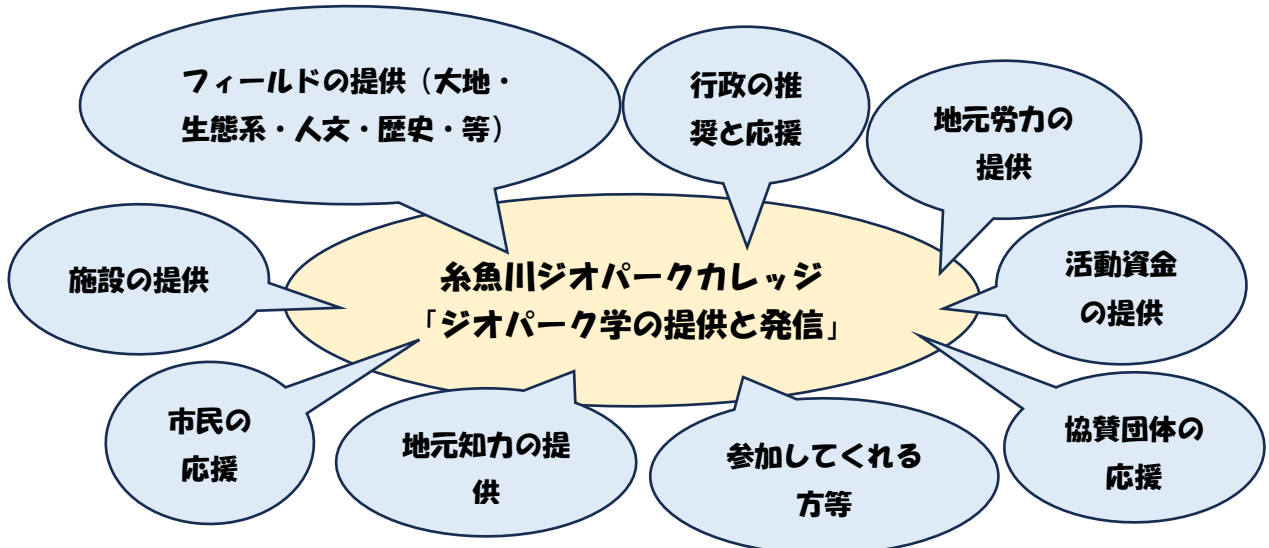 フィールドの提供（大地・
生態系・人文・歴史・等）
行政の推
奨と応援
地元労力の
提供
施設の提供
糸魚川ジオパークカレッジ
「ジオパーク学の提供と発信」
活動資金
の提供
市民の
応援
地元知力の提
供
参加してくれる
方等
協賛団体の
応援